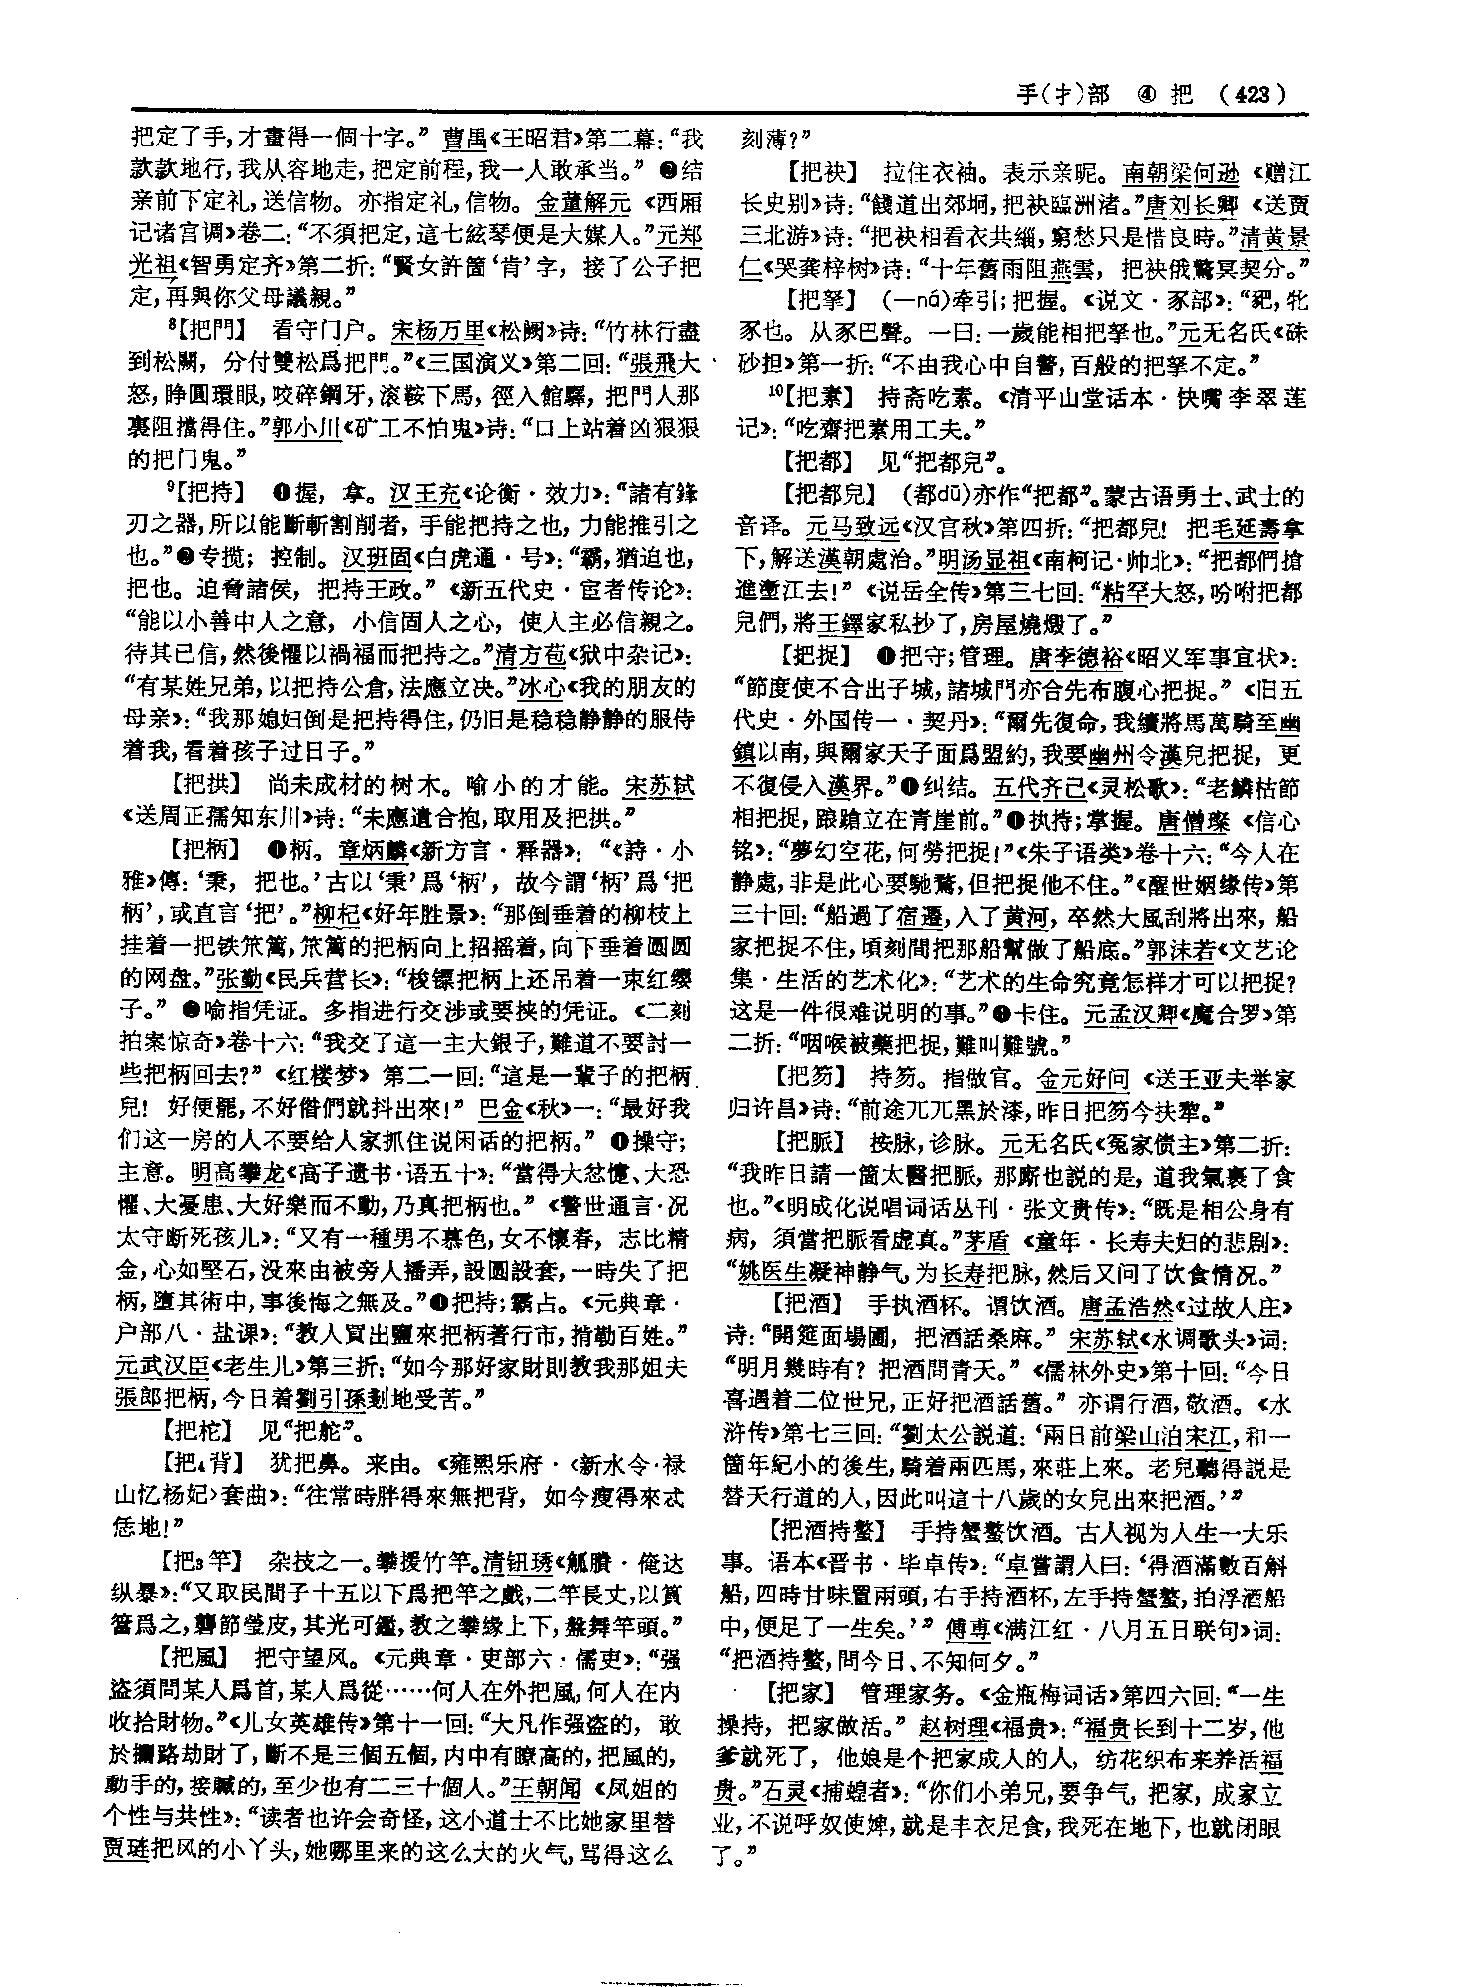 手(扌)部 ④ 把 (423)
把定了手,才畫得一個十字。” 曹禺《王昭君》第二幕:“我
款款地行,我从容地走,把定前程,我一人敢承当。” ❷结
亲前下定礼,送信物。亦指定礼,信物。金董解元《西厢
记诸宫调》卷二:“不須把定,這七絃琴便是大媒人。”元郑
光祖《智勇定齐》第二折:“賢女許箇‘肯’字,接了公子把
定,再與你父母議親。”
8【把門】 看守门户。宋杨万里《松阙》诗:“竹林行盡
到松闕,分付雙松爲把門。”《三国演义》第二回:“張飛大
怒,睁圓環眼,咬碎鋼牙,滚鞍下馬,徑入館驛,把門人那
裏阻擋得住。”郭小川《矿工不怕鬼》诗:“口上站着凶狠狠
的把门鬼。”
9【把持】 ❶握,拿。汉王充《论衡·效力》:“諸有鋒
刃之器,所以能斷斬割削者,手能把持之也,力能推引之
也。”❷专揽;控制。汉班固《白虎通·号》:“霸,猶迫也,
把也。迫脅諸侯,把持王政。”《新五代史·宦者传论》:
“能以小善中人之意,小信固人之心,使人主必信親之。
待其已信,然後懼以禍福而把持之。”清方苞《狱中杂记》:
“有某姓兄弟,以把持公倉,法應立决。”冰心《我的朋友的
母亲》:“我那媳妇倒是把持得住,仍旧是稳稳静静的服侍
着我,看着孩子过日子。”
【把拱】 尚未成材的树木。喻小的才能。宋苏轼
《送周正孺知东川》诗:“未應遺合抱,取用及把拱。”
【把柄】 ❶柄。章炳麟《新方言·释器》:“《詩·小
雅》傳:‘秉,把也。’古以‘秉’爲‘柄’,故今謂‘柄’爲‘把
柄’,或直言‘把’。”柳杞《好年胜景》:“那倒垂着的柳枝上
挂着一把铁笊篱,笊篱的把柄向上招摇着,向下垂着圆圆
的网盘。”张勤《民兵营长》:“梭镖把柄上还吊着一束红缨
子。” ❷喻指凭证。多指进行交涉或要挟的凭证。《二刻
拍案惊奇》卷十六:“我交了這一主大銀子,難道不要討一
些把柄回去?”《红楼梦》第二一回:“這是一輩子的把柄
兒!好便罷,不好偺們就抖出來!” 巴金《秋》一:“最好我
们这一房的人不要给人家抓住说闲话的把柄。” ❸操守;
主意。明高攀龙《高子遗书·语五十》:“當得大忿懥、大恐
懼、大憂患、大好樂而不動,乃真把柄也。”《警世通言·况
太守断死孩儿》:“又有一種男不慕色,女不懷春,志比精
金,心如堅石,没來由被旁人播弄,設圈設套,一時失了把
柄,墮其術中,事後悔之無及。”❹把持;霸占。《元典章·
户部八·盐课》:“教人買出鹽來把柄著行市,掯勒百姓。”
元武汉臣《老生儿》第三折:“如今那好家財則教我那姐夫
張郎把柄,今日着劉引孫剗地受苦。”
【把柁】 见“把舵”。
【把4背】 犹把鼻。来由。《雍熙乐府·〈新水令·禄
山忆杨妃〉套曲》:“往常時胖得來無把背,如今瘦得來忒
恁地!”
【把3竿】 杂技之一。攀援竹竿。清钮琇《觚賸·俺达
纵暴》:“又取民間子十五以下爲把竿之戲,二竿長丈,以篔
簹爲之,礱節瑩皮,其光可鑑,教之攀缘上下,盤舞竿頭。”
【把風】 把守望风。《元典章·吏部六·儒吏》:“强
盗須問某人爲首,某人爲從……何人在外把風,何人在内
收拾財物。”《儿女英雄传》第十一回:“大凡作强盗的,敢
於攔路劫財了,斷不是三個五個,内中有瞭高的,把風的,
動手的,接贓的,至少也有二三十個人。”王朝闻《凤姐的
个性与共性》:“读者也许会奇怪,这小道士不比她家里替
贾琏把风的小丫头,她哪里来的这么大的火气,骂得这么
刻薄?”
【把袂】 拉住衣袖。表示亲昵。南朝梁何逊《赠江
长史别》诗:“餞道出郊坰,把袂臨洲渚。”唐刘长卿《送贾
三北游》诗:“把袂相看衣共緇,窮愁只是惜良時。”清黄景
仁《哭龚梓树》诗:“十年舊雨阻燕雲,把袂俄驚冥契分。”
【把拏】 (一ná)牵引;把握。《说文·豕部》:“豝,牝
豕也。从豕巴聲。一曰:一歲能相把拏也。”元无名氏《硃
砂担》第一折:“不由我心中自警,百般的把拏不定。”
10【把素】 持斋吃素。《清平山堂话本·快嘴李翠莲
记》:“吃齋把素用工夫。”
【把都】 见“把都兒”。
【把都兒】 (都dū)亦作“把都”。蒙古语勇士、武士的
音译。元马致远《汉宫秋》第四折:“把都兒!把毛延壽拿
下,解送漢朝處治。”明汤显祖《南柯记·帅北》:“把都們搶
進壍江去!”《说岳全传》第三七回:“粘罕大怒,吩咐把都
兒們,將王鐸家私抄了,房屋燒燬了。”
【把捉】 ❶把守;管理。唐李德裕《昭义军事宜状》:
“節度使不合出子城,諸城門亦合先布腹心把捉。”《旧五
代史·外国传一·契丹》:“爾先復命,我續將馬萬騎至幽
鎮以南,與爾家天子面爲盟約,我要幽州令漢兒把捉,更
不復侵入漢界。”❷纠结。五代齐己《灵松歌》:“老鱗枯節
相把捉,踉蹌立在青崖前。”❸执持;掌握。唐僧璨《信心
铭》:“夢幻空花,何勞把捉!”《朱子语类》卷十六:“今人在
静處,非是此心要馳騖,但把捉他不住。”《醒世姻缘传》第
三十回:“船過了宿遷,入了黄河,卒然大風刮將出來,船
家把捉不住,頃刻間把那船幫做了船底。”郭沫若《文艺论
集·生活的艺术化》:“艺术的生命究竟怎样才可以把捉?
这是一件很难说明的事。”❹卡住。元孟汉卿《魔合罗》第
二折:“咽喉被藥把捉,難叫難號。”
【把笏】 持笏。指做官。金元好问《送王亚夫举家
归许昌》诗:“前途兀兀黑於漆,昨日把笏今扶犂。”
【把脈】 按脉,诊脉。元无名氏《冤家债主》第二折:
“我昨日請一箇太醫把脈,那廝也説的是,道我氣裹了食
也。”《明成化说唱词话丛刊·张文贵传》:“既是相公身有
病,須當把脈看虚真。”茅盾《童年·长寿夫妇的悲剧》:
“姚医生凝神静气,为长寿把脉,然后又问了饮食情况。”
【把酒】 手执酒杯。谓饮酒。唐孟浩然《过故人庄》
诗:“開筵面場圃,把酒話桑麻。” 宋苏轼《水调歌头》词:
“明月幾時有?把酒問青天。”《儒林外史》第十回:“今日
喜遇着二位世兄,正好把酒話舊。” 亦谓行酒,敬酒。《水
浒传》第七三回:“劉太公説道:‘兩日前梁山泊宋江,和一
箇年紀小的後生,騎着兩匹馬,來莊上來。老兒聽得説是
替天行道的人,因此叫這十八歲的女兒出來把酒。’”
【把酒持螯】 手持蟹螯饮酒。古人视为人生一大乐
事。语本《晋书·毕卓传》:“卓嘗謂人曰:‘得酒滿數百斛
船,四時甘味置兩頭,右手持酒杯,左手持蟹螯,拍浮酒船
中,便足了一生矣。’” 傅尃《满江红·八月五日联句》词:
“把酒持螯,問今日、不知何夕。”
【把家】 管理家务。《金瓶梅词话》第四六回:“一生
操持,把家做活。” 赵树理《福贵》:“福贵长到十二岁,他
爹就死了,他娘是个把家成人的人,纺花织布来养活福
贵。”石灵《捕蝗者》:“你们小弟兄,要争气,把家,成家立
业,不说呼奴使婢,就是丰衣足食,我死在地下,也就闭眼
了。”